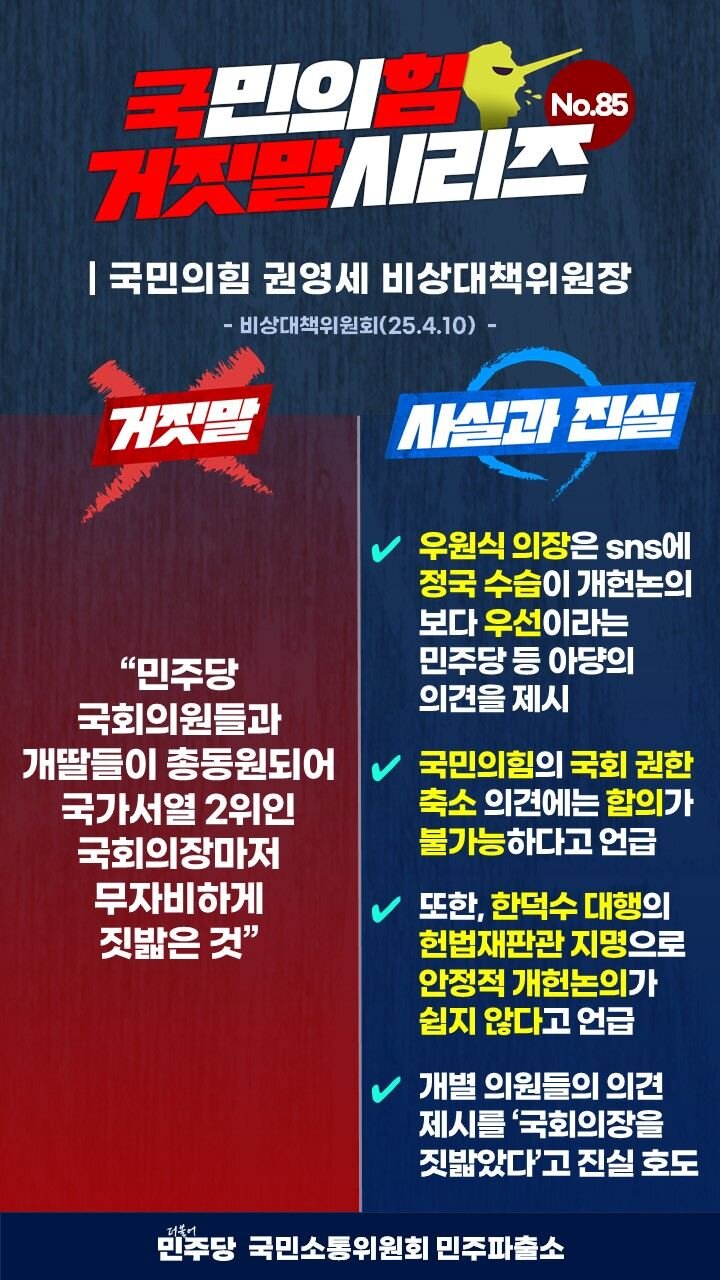 국민의힘
No.85
거짓말시리즈
| 국민의힘 권영세 비상대책위원장
- 비상대책위원회(25.4.10) -
거짓말
“민주당
국회의원들과
개딸들이 총동원되어
국가서열 2위인
국회의장마저
무자비하게
짓밟은 것”
사실과 진실
✔ 우원식 의장은 sns에
정국 수습이 개헌논의
보다 우선이라는
민주당 등 야당의
의견을 제시
✔ 국민의힘의 국회 권한
축소 의견에는 합의가
불가능하다고 언급
✔ 또한, 한덕수 대행의
헌법재판관 지명으로
안정적 개헌논의가
쉽지 않다고 언급
✔ 개별 의원들의 의견
제시를 ‘국회의장을
짓밟았다’고 진실 호도
더불어
민주당 국민소통위원회 민주파출소